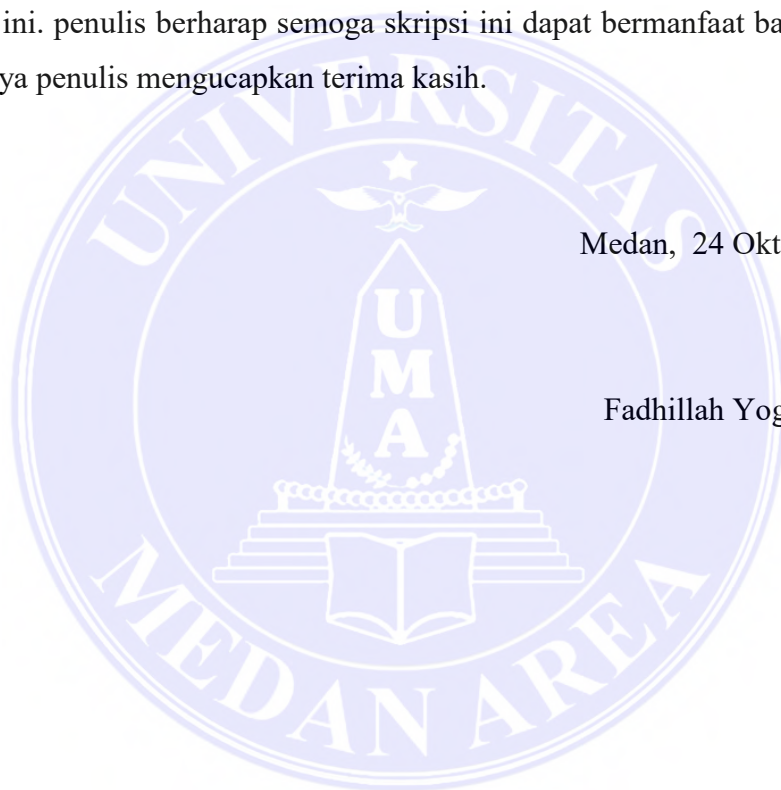 ini. penulis berharap semoga skripsi ini dapat bermanfaat ba
ya penulis mengucapkan terima kasih.
UNIVERSITAS
Medan, 24 Okt
U
M
A
Fadhillah Yog
MEDAN AREA